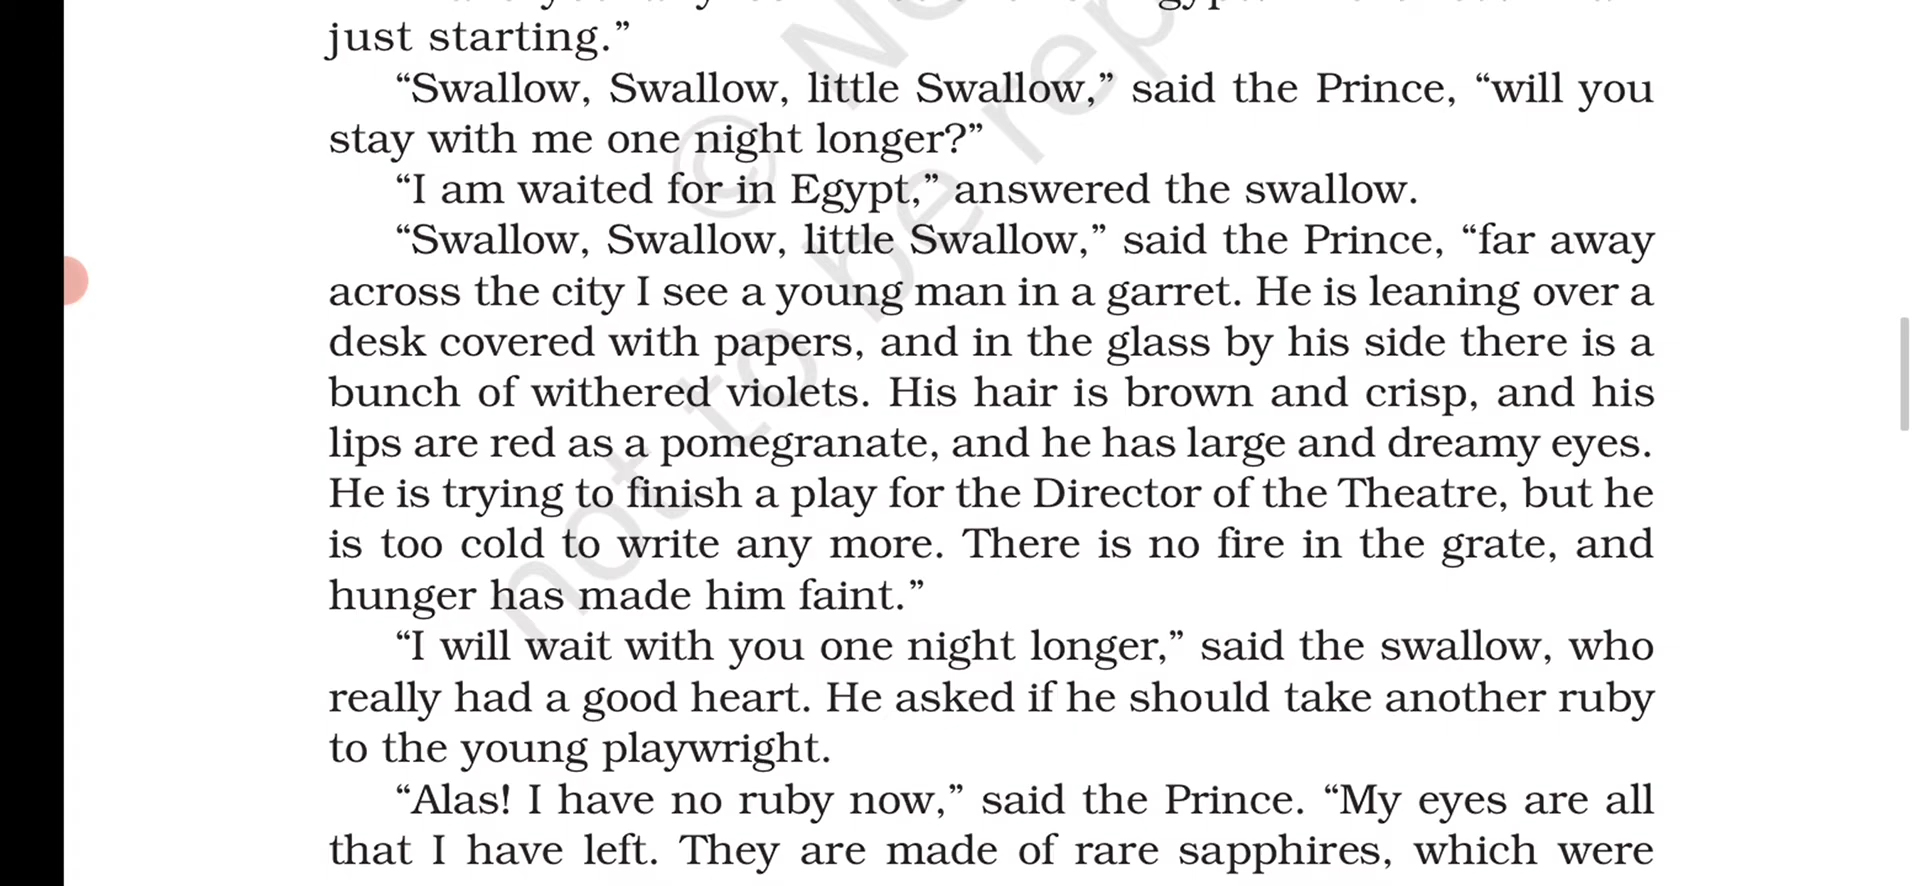 just starting.”
“Swallow, Swallow, little Swallow,” said the Prince, “will you
stay with me one night longer?”
“I am waited for in Egypt,” answered the swallow.
“Swallow, Swallow, little Swallow,” said the Prince, “far away
across the city I see a young man in a garret. He is leaning over a
desk covered with papers, and in the glass by his side there is a
bunch of withered violets. His hair is brown and crisp, and his
lips are red as a pomegranate, and he has large and dreamy eyes.
He is trying to finish a play for the Director of the Theatre, but he
is too cold to write any more. There is no fire in the grate, and
hunger has made him faint.”
“I will wait with you one night longer,” said the swallow, who
really had a good heart. He asked if he should take another ruby
to the young playwright.
“Alas! I have no ruby now,” said the Prince. “My eyes are all
that I have left. They are made of rare sapphires, which were
not to be rep